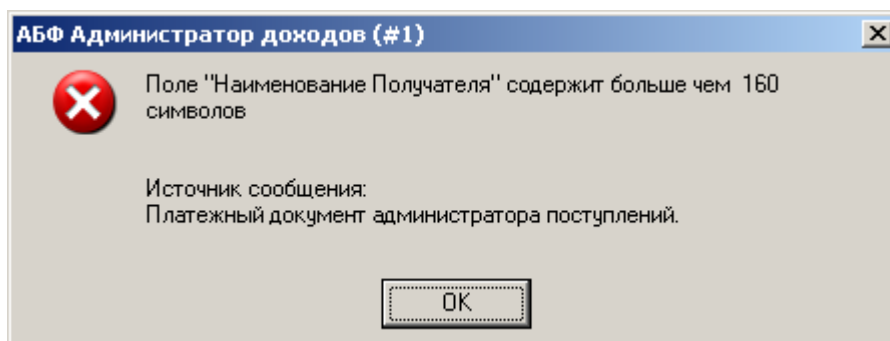 АБФ Администратор доходов (#1)
Поле "Наименование Получателя" содержит больше чем  160
символов
Источник сообщения:
Платежный документ администратора поступлений.
OK